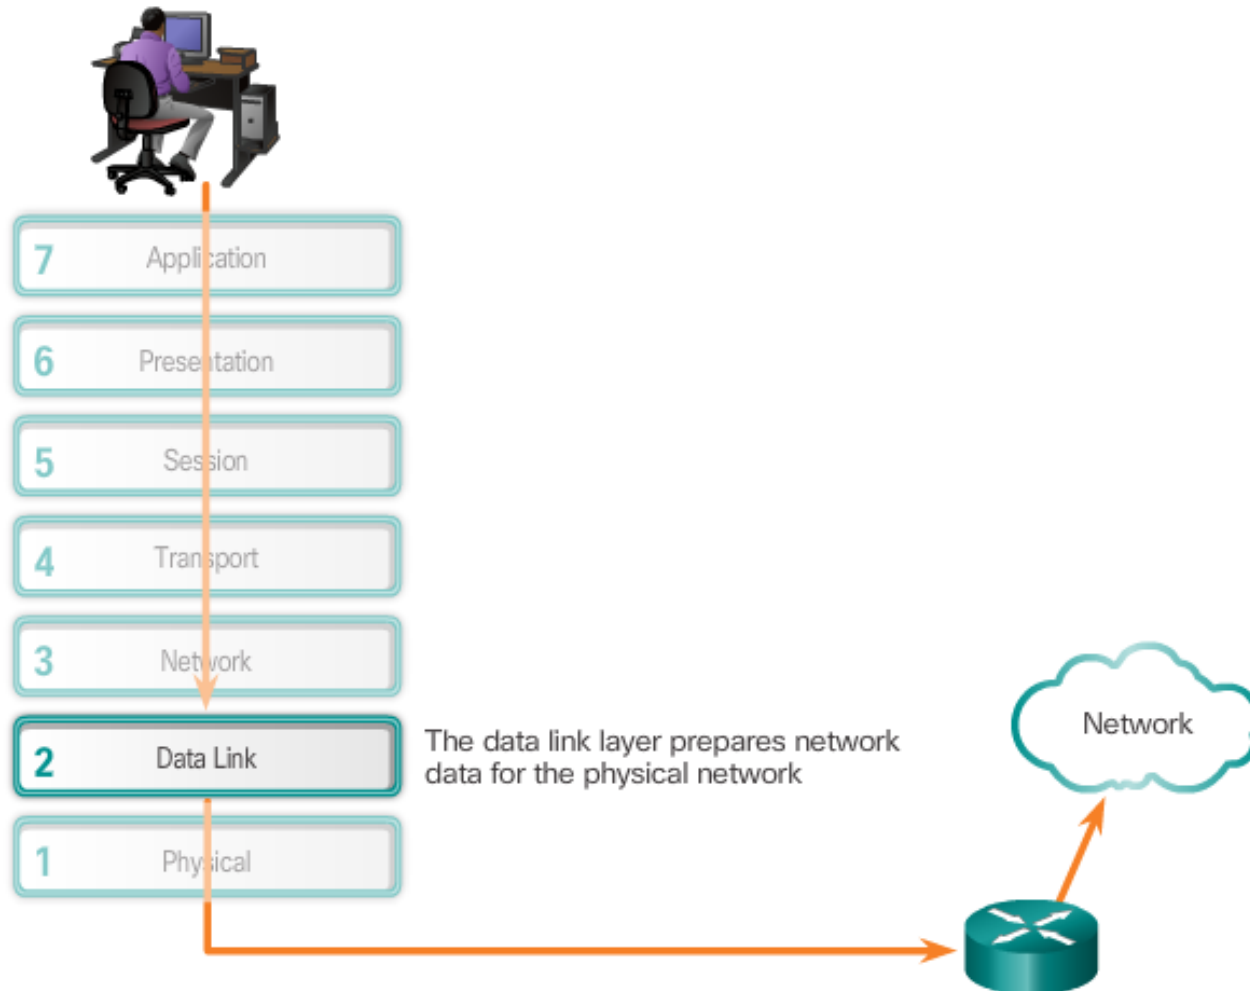 7 Application
6 Presentation
5 Session
4 Transport
3 Network
2 Data Link
The data link layer prepares network
data for the physical network
1 Physical
Network